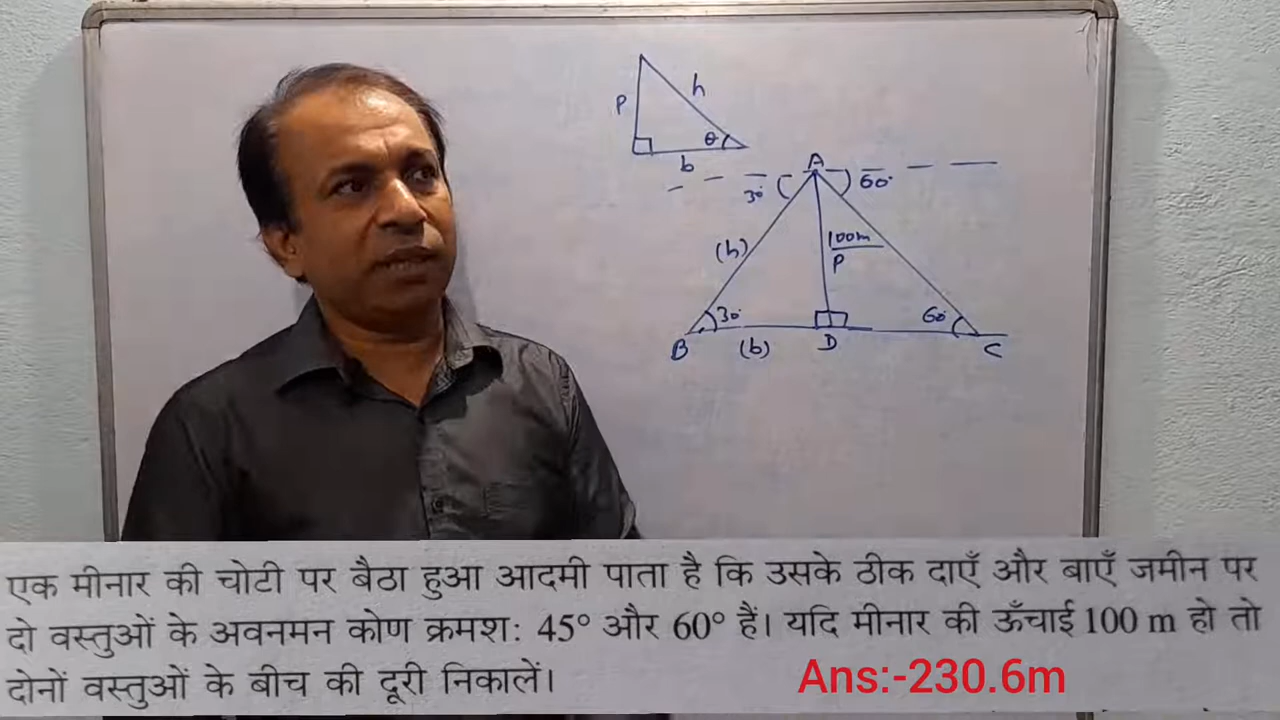 P
h
θ
b
A
30°
60°
(h)
100m
P
30°
60°
B
(b)
D
C
एक मीनार की चोटी पर बैठा हुआ आदमी पाता है कि उसके ठीक दाएँ और बाएँ जमीन पर
दो वस्तुओं के अवनमन कोण क्रमश: 45° और 60° हैं। यदि मीनार की ऊँचाई 100 m हो तो
दोनों वस्तुओं के बीच की दूरी निकालें।
Ans:-230.6m